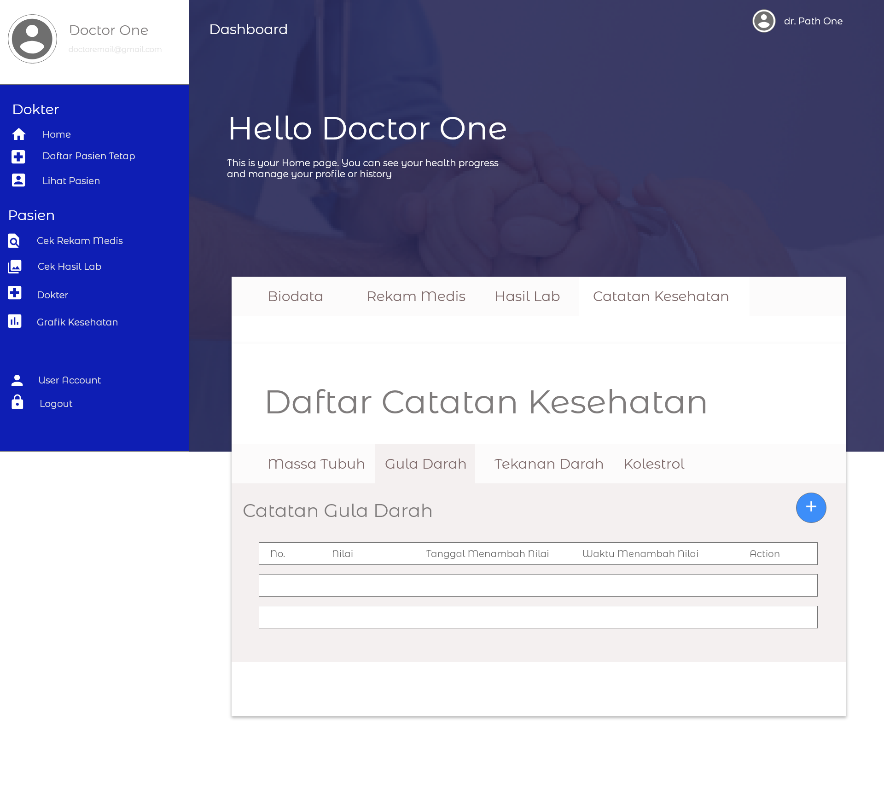 Doctor One
doctoremail@gmail.com
Dokter
Home
Daftar Pasien Tetap
Lihat Pasien
Pasien
Cek Rekam Medis
Cek Hasil Lab
Dokter
Grafik Kesehatan
User Account
Logout
Dashboard
dr. Path One
Hello Doctor One
This is your Home page. You can see your health progress
and manage your profile or history
Biodata Rekam Medis Hasil Lab Catatan Kesehatan
Daftar Catatan Kesehatan
Massa Tubuh Gula Darah Tekanan Darah Kolestrol
Catatan Gula Darah
No. Nilai Tanggal Menambah Nilai Waktu Menambah Nilai Action